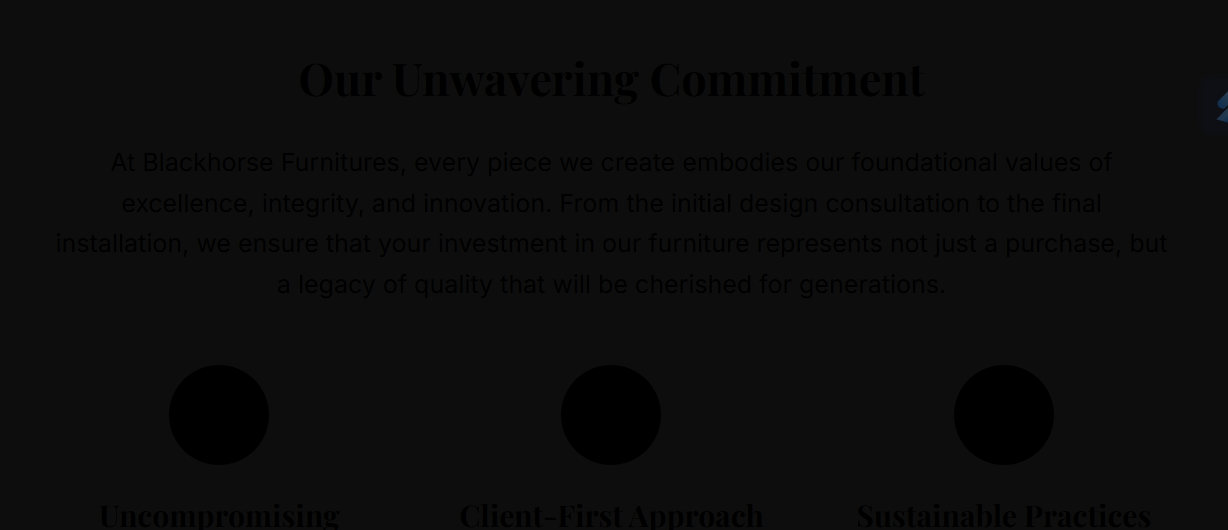 Our Unwavering Commitment
At Blackhorse Furnitures, every piece we create embodies our foundational values of
excellence, integrity, and innovation. From the initial design consultation to the final
installation, we ensure that your investment in our furniture represents not just a purchase, but
a legacy of quality that will be cherished for generations.
Uncompromising Client-First Approach Sustainable Practices